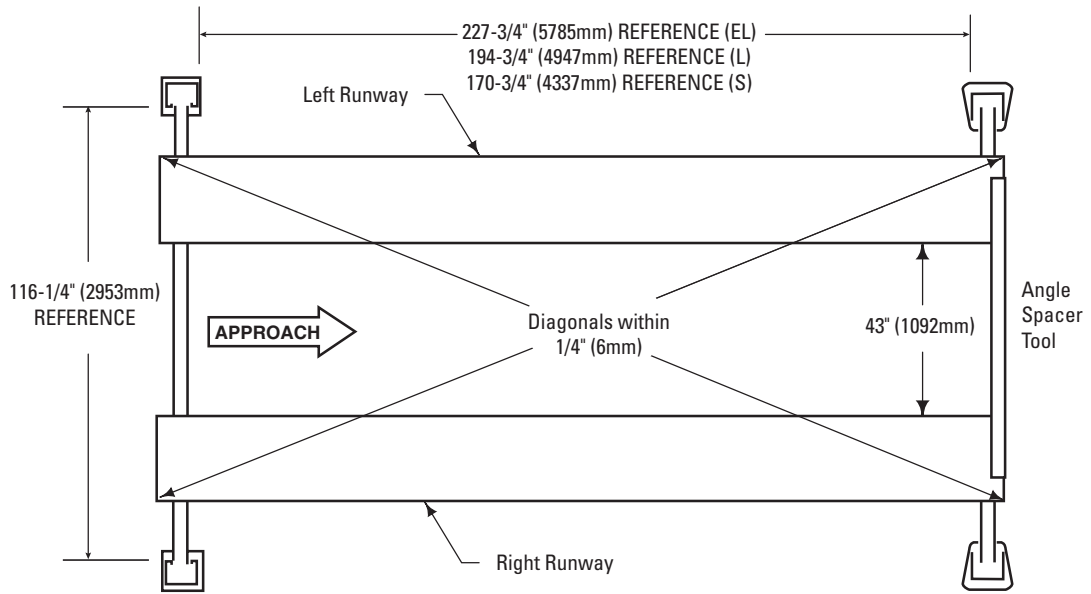 227-3/4" (5785mm) REFERENCE (EL)
194-3/4" (4947mm) REFERENCE (L)
170-3/4" (4337mm) REFERENCE (S)
Left Runway
116-1/4" (2953mm)
REFERENCE
APPROACH
Diagonals within
1/4" (6mm)
43" (1092mm)
Angle
Spacer
Tool
Right Runway